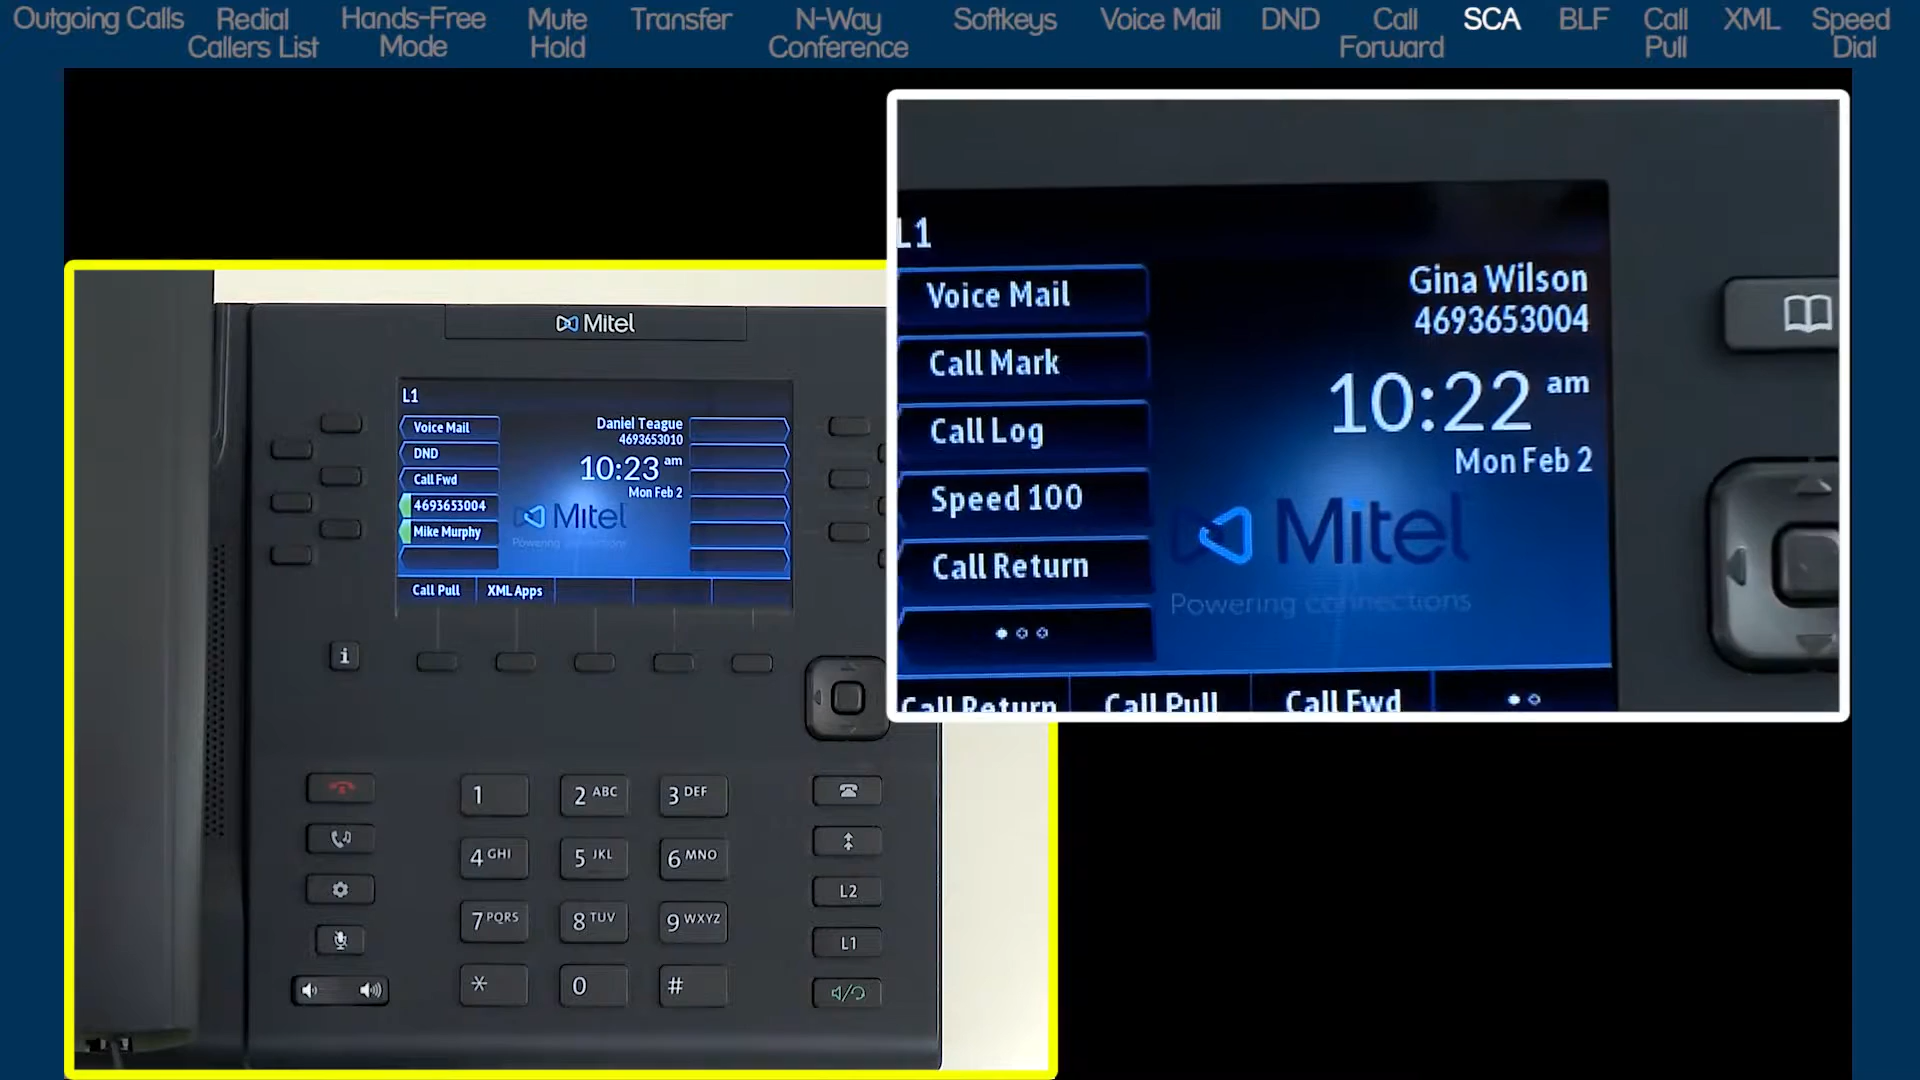 Outgoing Calls
Redial
Callers List
Hands-Free
Mode
Mute
Hold
Transfer
N-Way
Conference
Softkeys
Voice Mail
DND
Call
Forward
SCA
BLF
Call
Pull
XML
Speed
Dial
Mitel
L1
Voice Mail
DND
Call Fwd
4693653004
Mike Murphy
Daniel Teague
4693653010
10:23 am
Mon Feb 2
Mitel
Powering connections
Call Pull
XML Apps
i
1
2 ABC
3 DEF
4 GHI
5 JKL
6 MNO
7 PQRS
8 TUV
9 WXYZ
*
0
#
L2
L1
L1
Voice Mail
Call Mark
Call Log
Speed 100
Call Return
Gina Wilson
4693653004
10:22 am
Mon Feb 2
Mitel
Powering connections
Call Return
Call Pull
Call Fwd